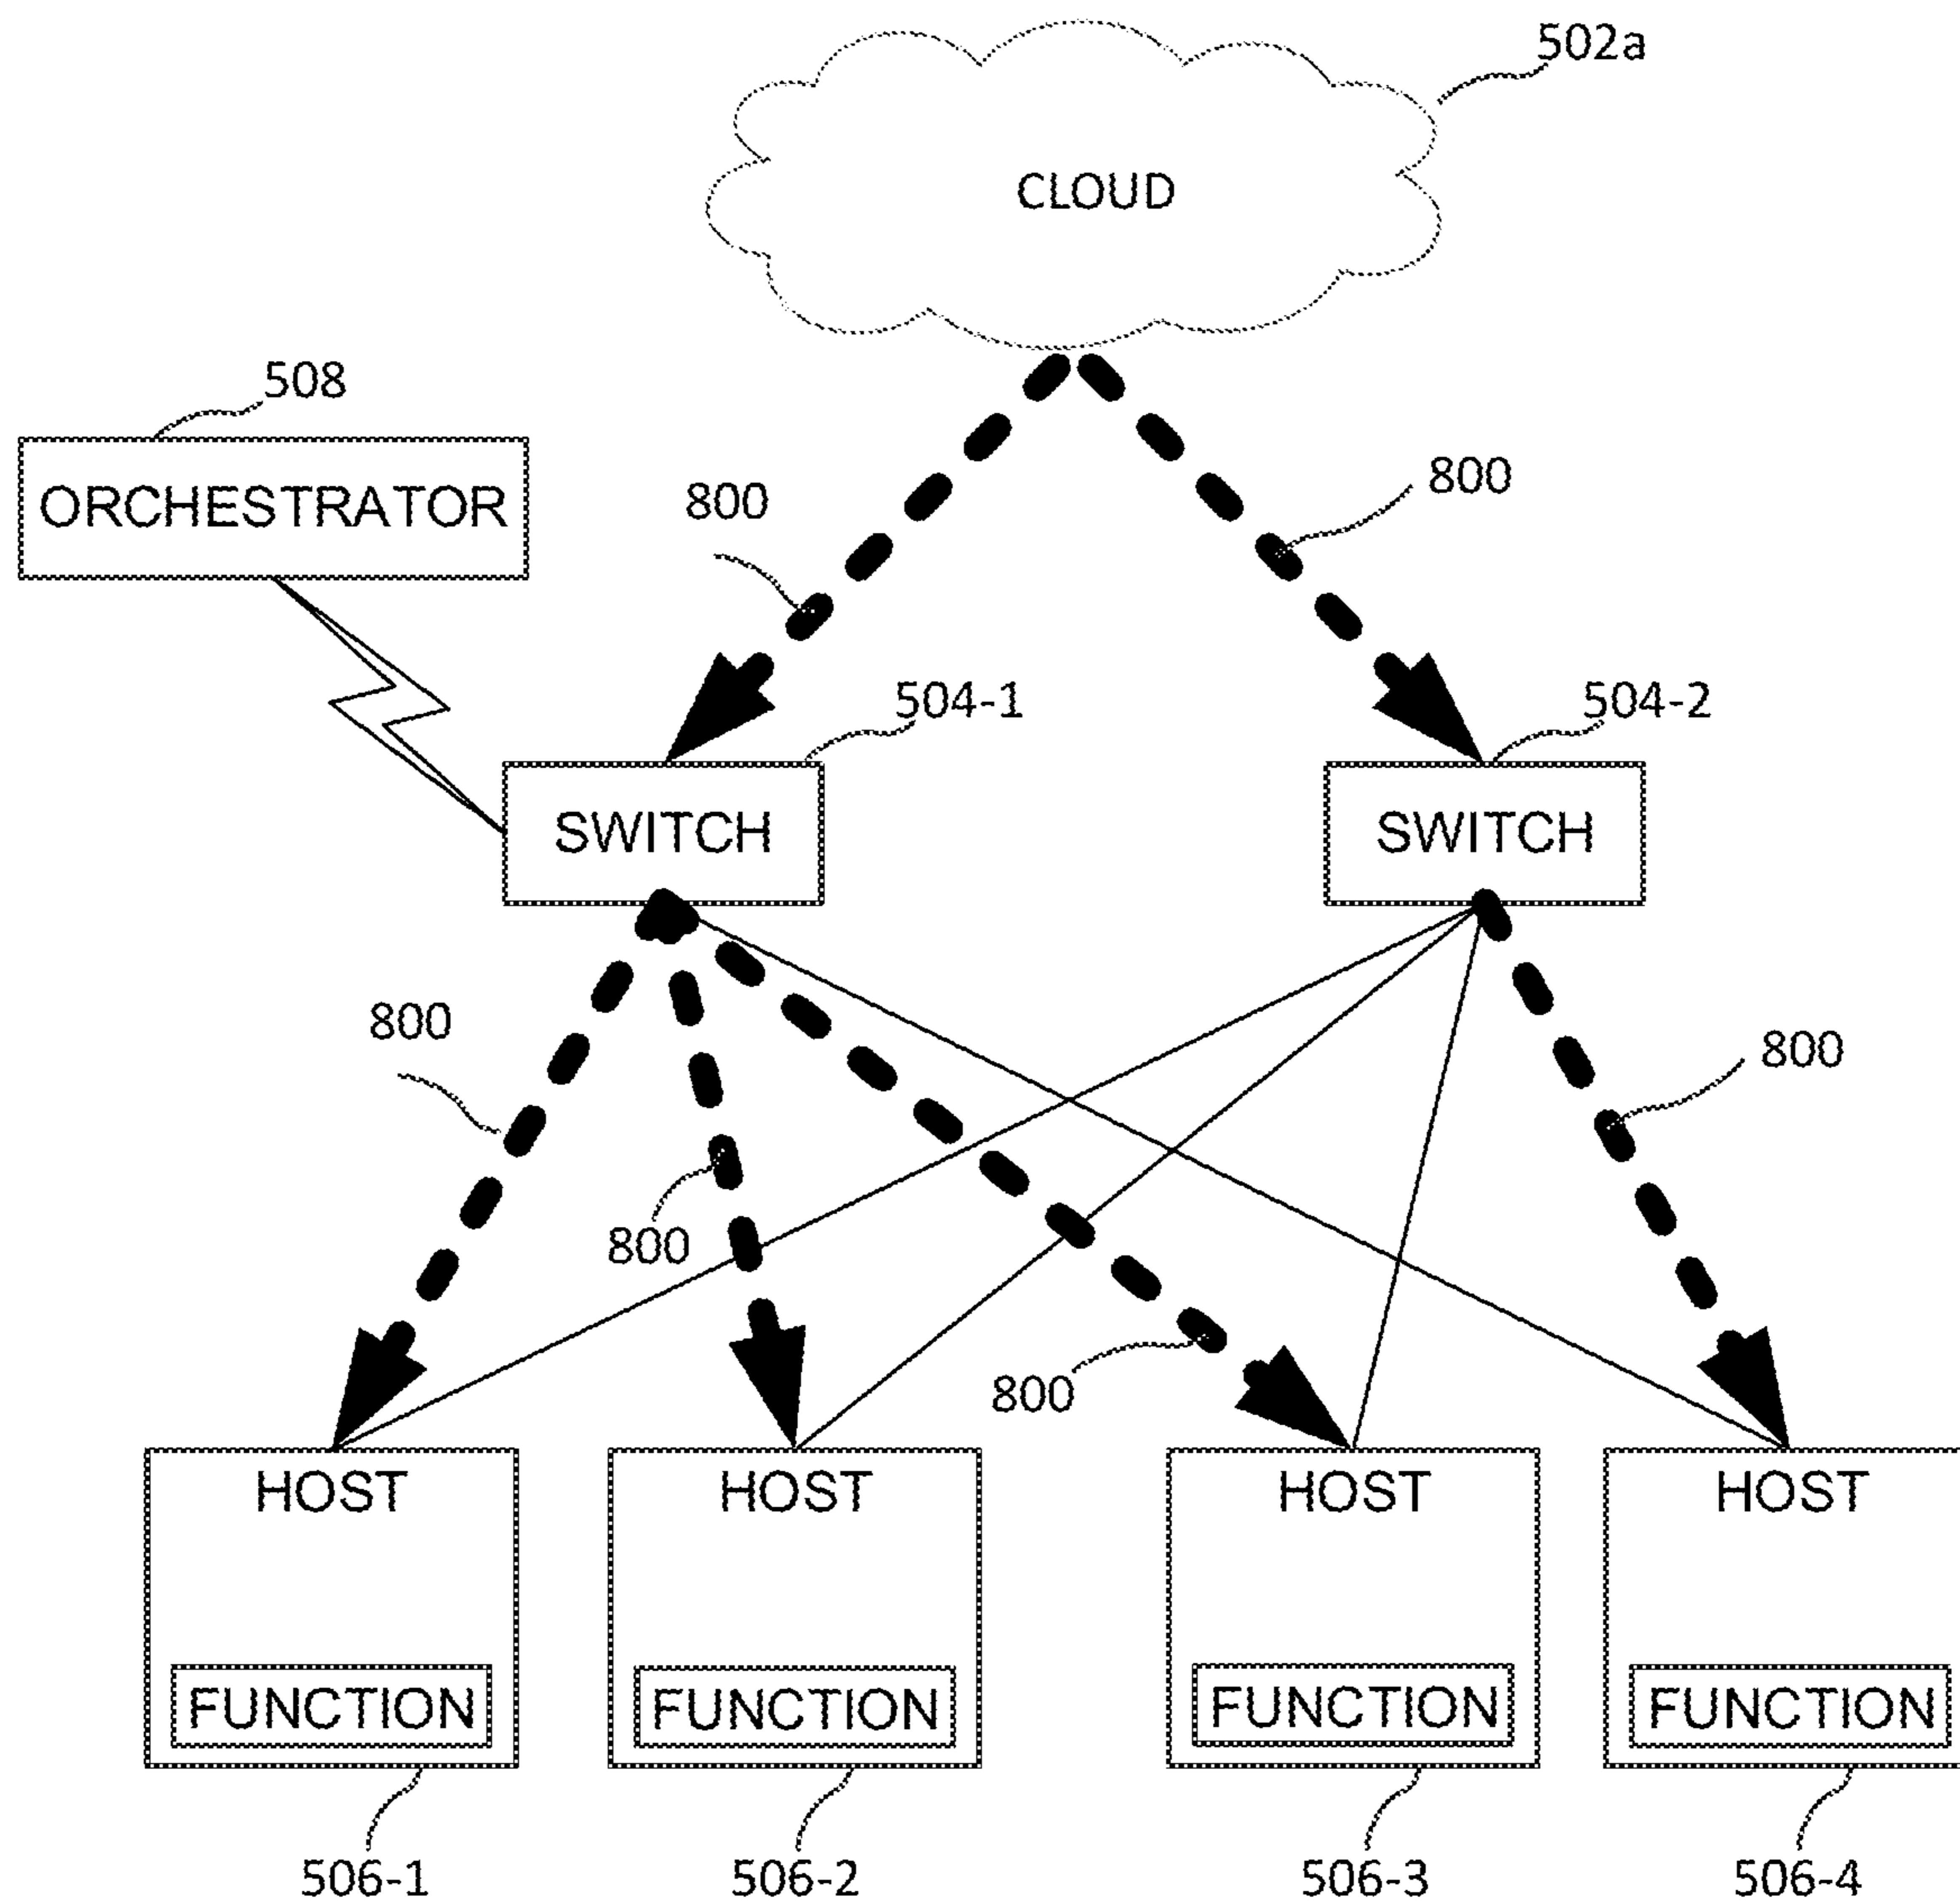 502a
CLOUD
508
ORCHESTRATOR
800
800
504-1
504-2
SWITCH
SWITCH
800
800
800
800
HOST
HOST
HOST
HOST
FUNCTION
FUNCTION
FUNCTION
FUNCTION
506-1
506-2
506-3
506-4